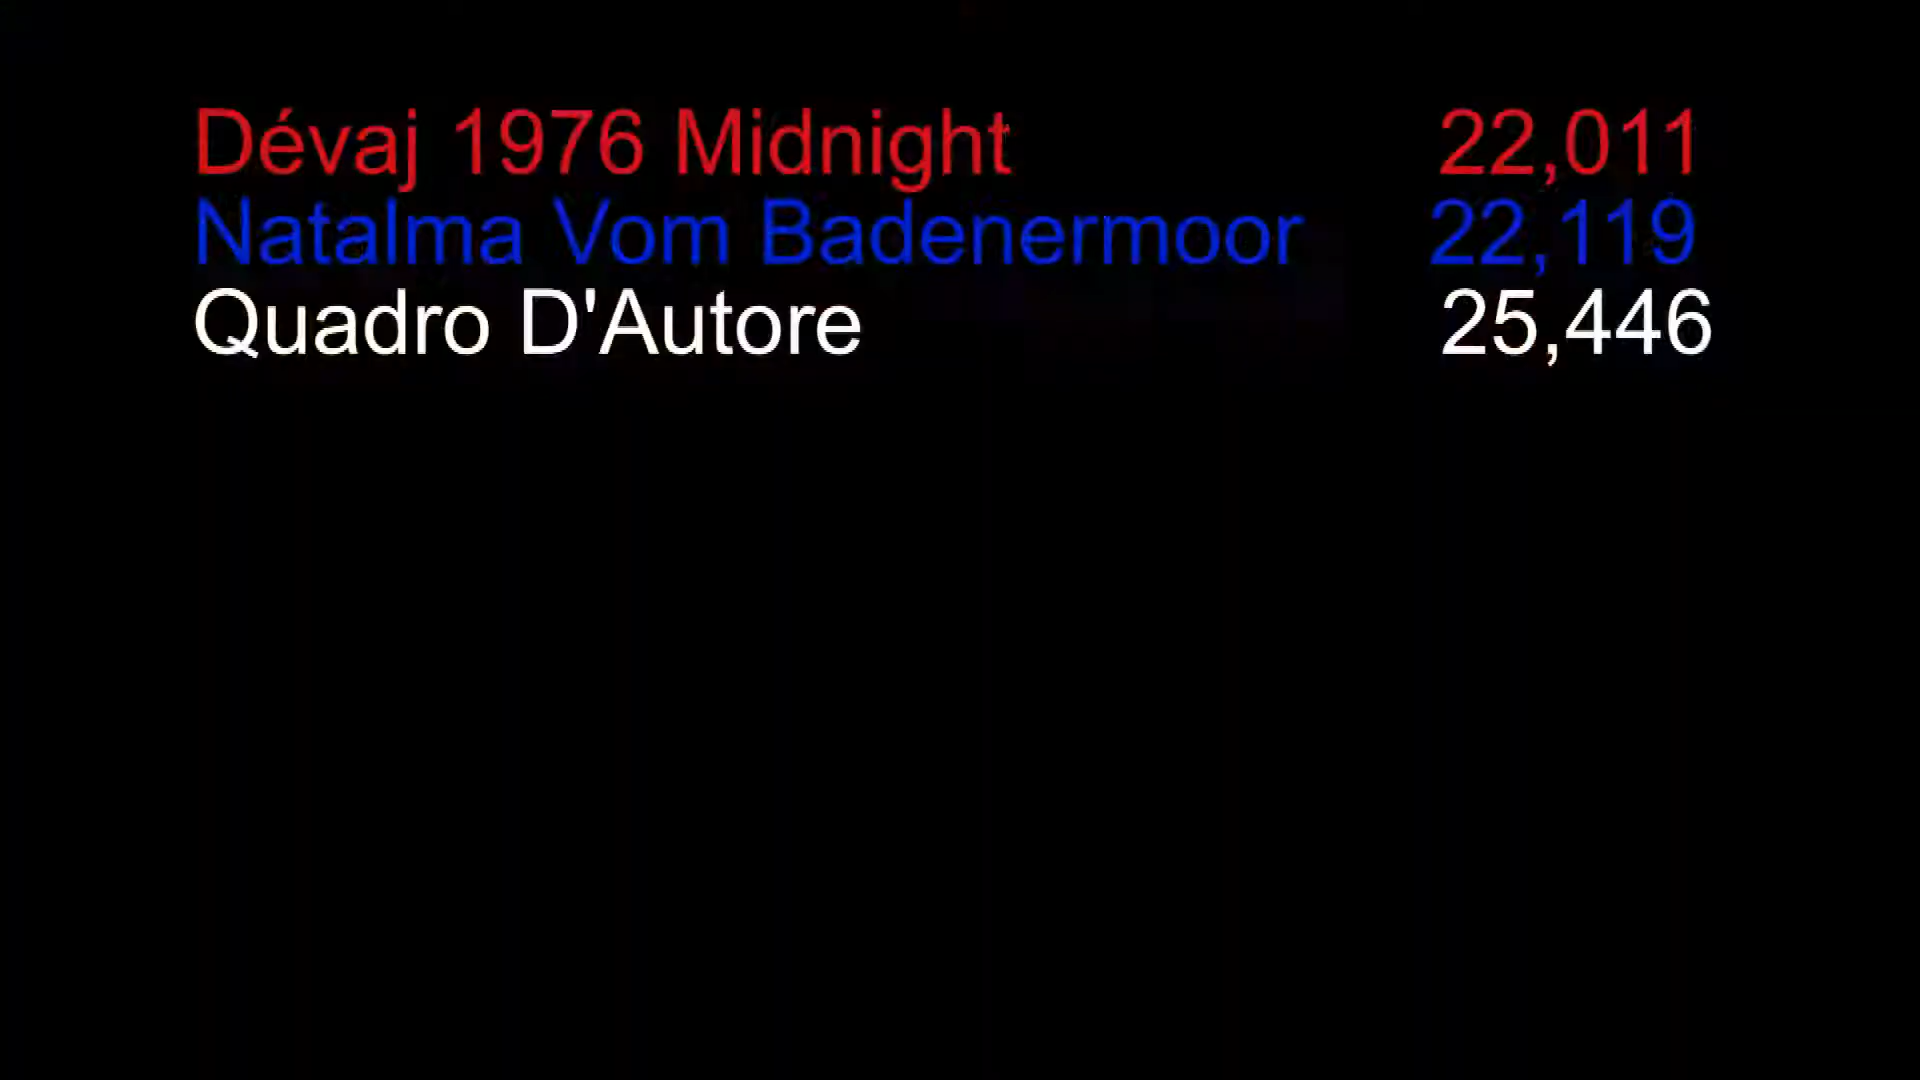 Dévaj 1976 Midnight 22,011
Natalma Vom Badenermoor 22,119
Quadro D'Autore 25,446